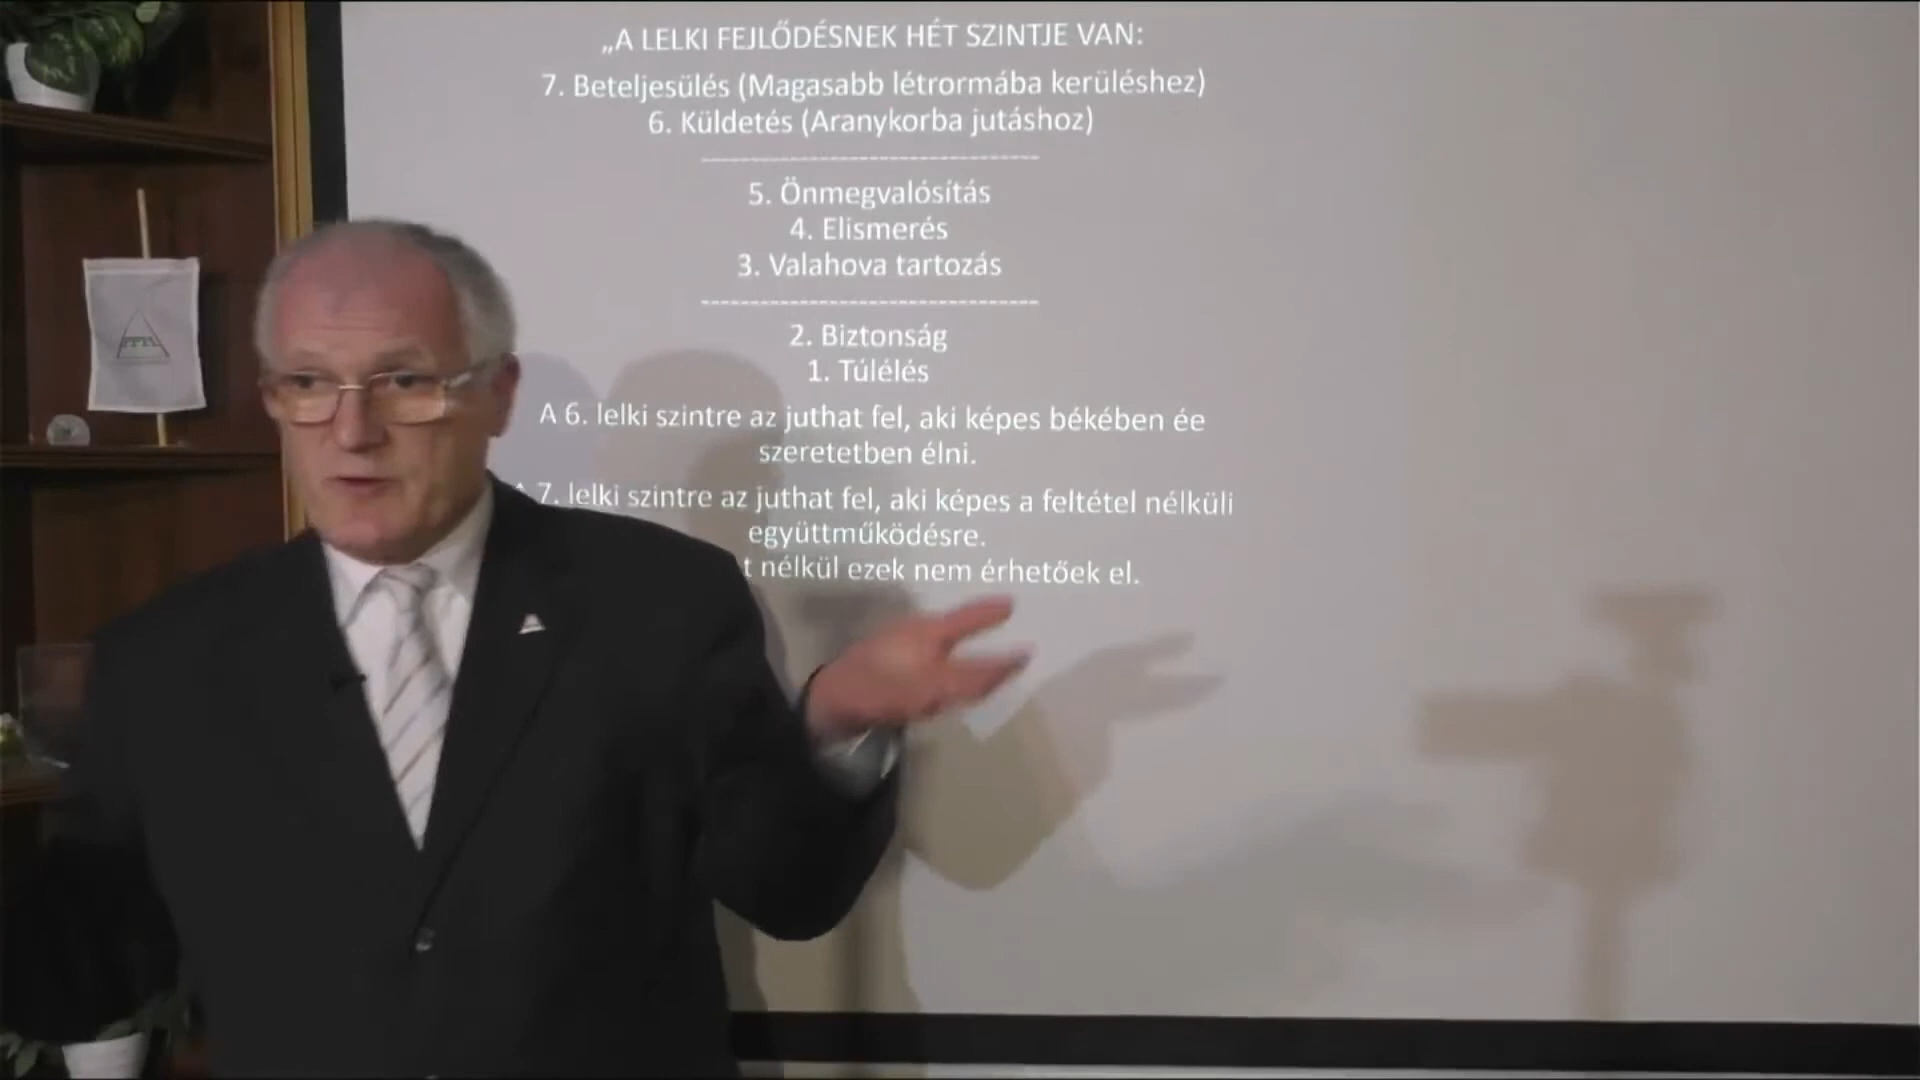 „A LELKI FEJLŐDÉSNEK HÉT SZINTJE VAN:
7. Beteljesülés (Magasabb létrormába kerüléshez)
6. Küldetés (Aranykorba jutáshoz)
5. Önmegvalósítás
4. Elismerés
3. Valahova tartozás
2. Biztonság
1. Túlélés
A 6. lelki szintre az juthat fel, aki képes békében ée
szeretetben élni.
7. lelki szintre az juthat fel, aki képes a feltétel nélküli
együttműködésre.
nélkül ezek nem érhetőek el.